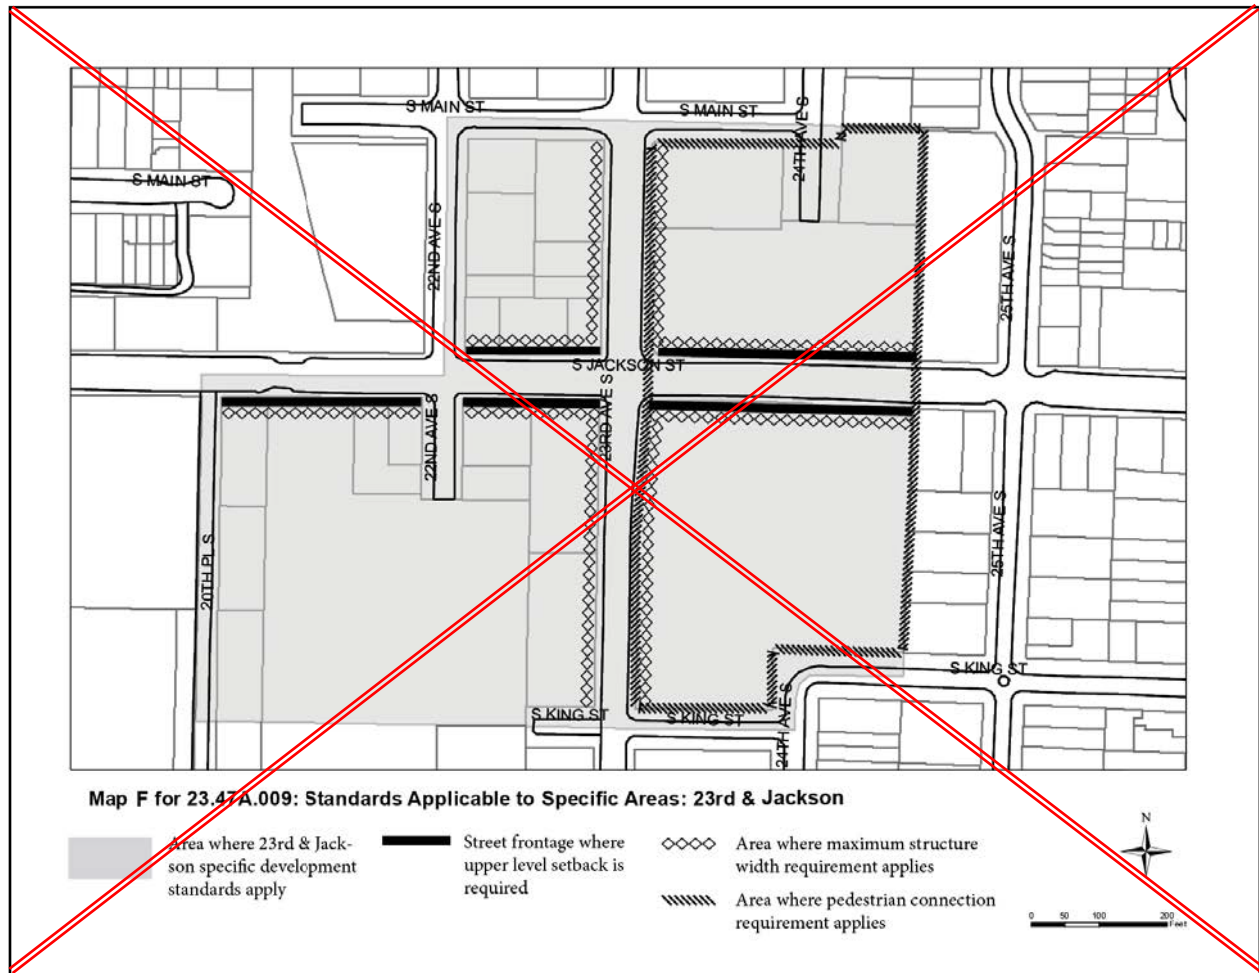 S MAIN ST
S MAIN ST
24TH AVE S
S MAIN ST
22ND AVE S
25TH AVE S
S JACKSON ST
22ND AVE S
23RD AVE S
20TH PL S
25TH AVE S
S KING ST
S KING ST
S KING ST
24TH AVE S
Map F for 23.47A.009: Standards Applicable to Specific Areas: 23rd & Jackson
Area where 23rd & Jack-
son specific development
standards apply
Street frontage where
upper level setback is
required
Area where maximum structure
width requirement applies
Area where pedestrian connection
requirement applies
N
0 50 100 200
Feet